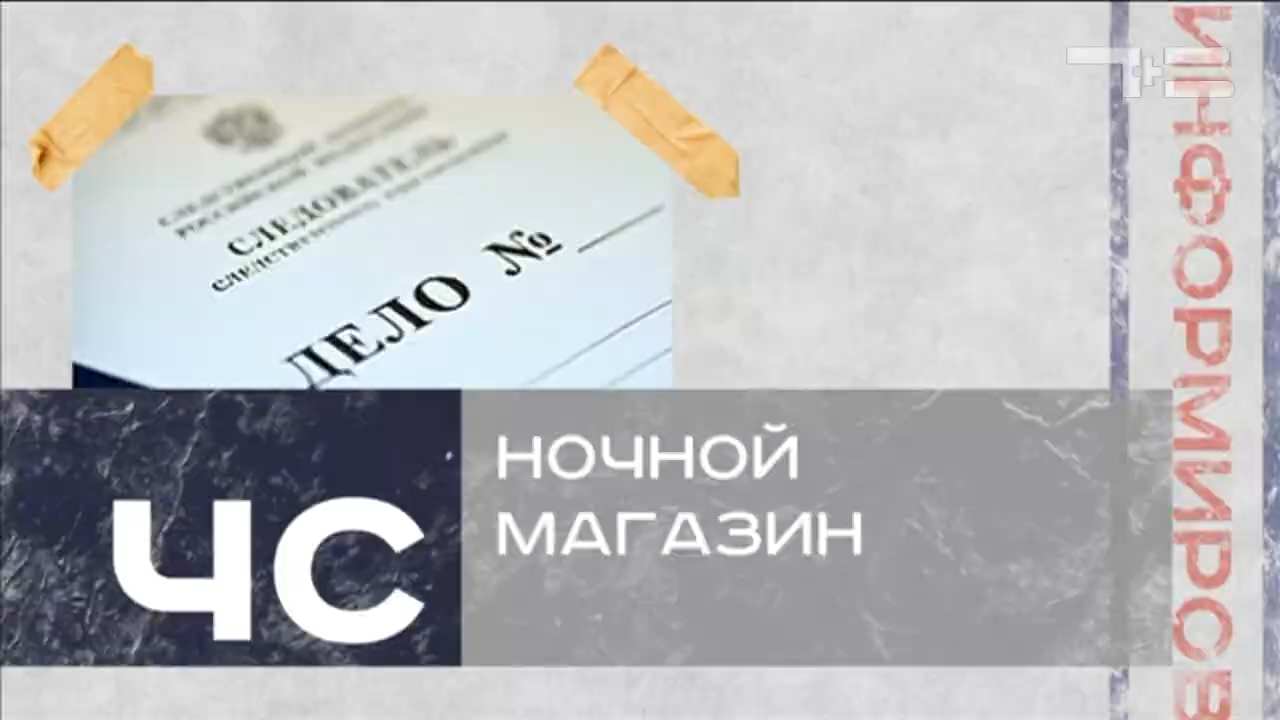 СЛЕДОВАТЕЛЬ
ДЕЛО №
ЧС
НОЧНОЙ
МАГАЗИН
ИНФОРМИРОВ